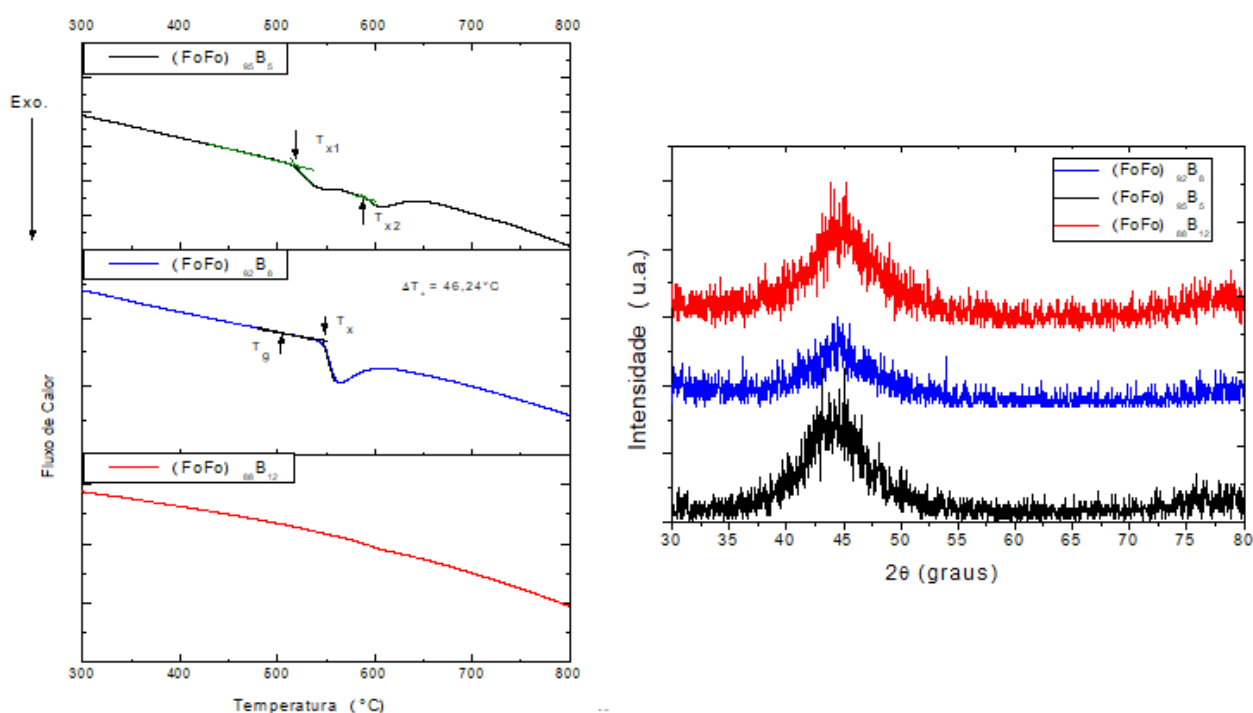 300 400 500 600 700 800
(FoFo) 95B5
Exo.
Tx1
Tx2
(FoFo) 92B8
ΔTx = 46,24°C
Tx
Tg
Fluxo de Calor
(FoFo) 88B12
300 400 500 600 700 800
Temperatura (°C)
(FoFo) 92B8
(FoFo) 95B5
(FoFo) 88B12
Intensidade ( u.a.)
30 35 40 45 50 55 60 65 70 75 80
2θ (graus)